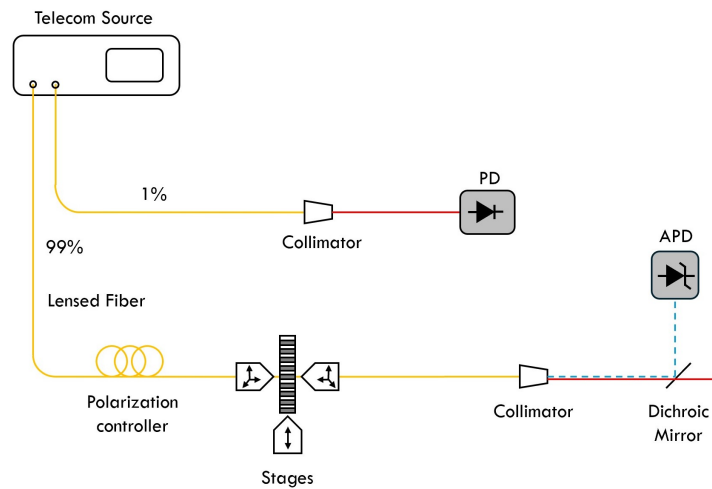 Telecom Source
1%
PD
Collimator
99%
APD
Lensed Fiber
Polarization
controller
Collimator
Dichroic
Mirror
Stages